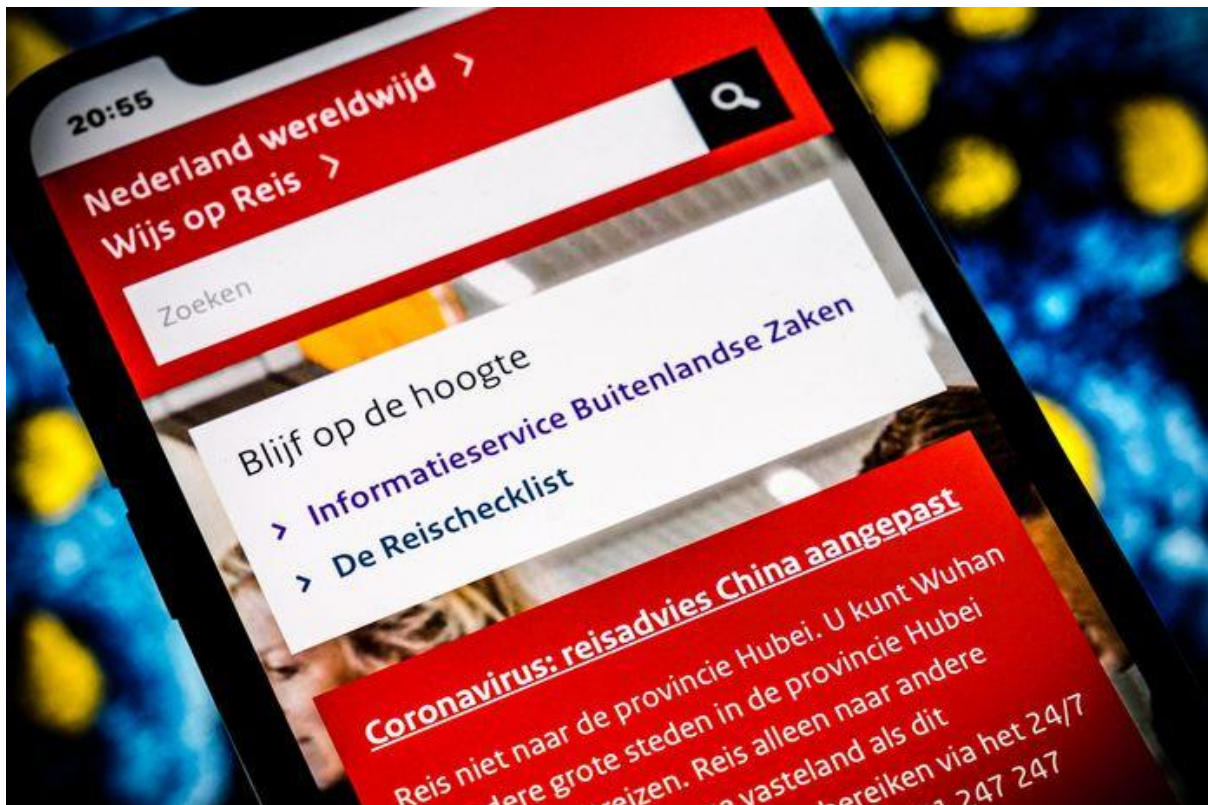 20:55
Nederland wereldwijd >
Wijs op Reis >
Zoeken
Blijf op de hoogte
> Informatieservice Buitenlandse Zaken
> De Reischecklist
Coronavirus: reisadvies China aangepast
Reis niet naar de provincie Hubei. U kunt Wuhan
grote steden in de provincie Hubei
reizen. Reis alleen naar andere
vasteland als dit
bereiken via het 24/7
247 247